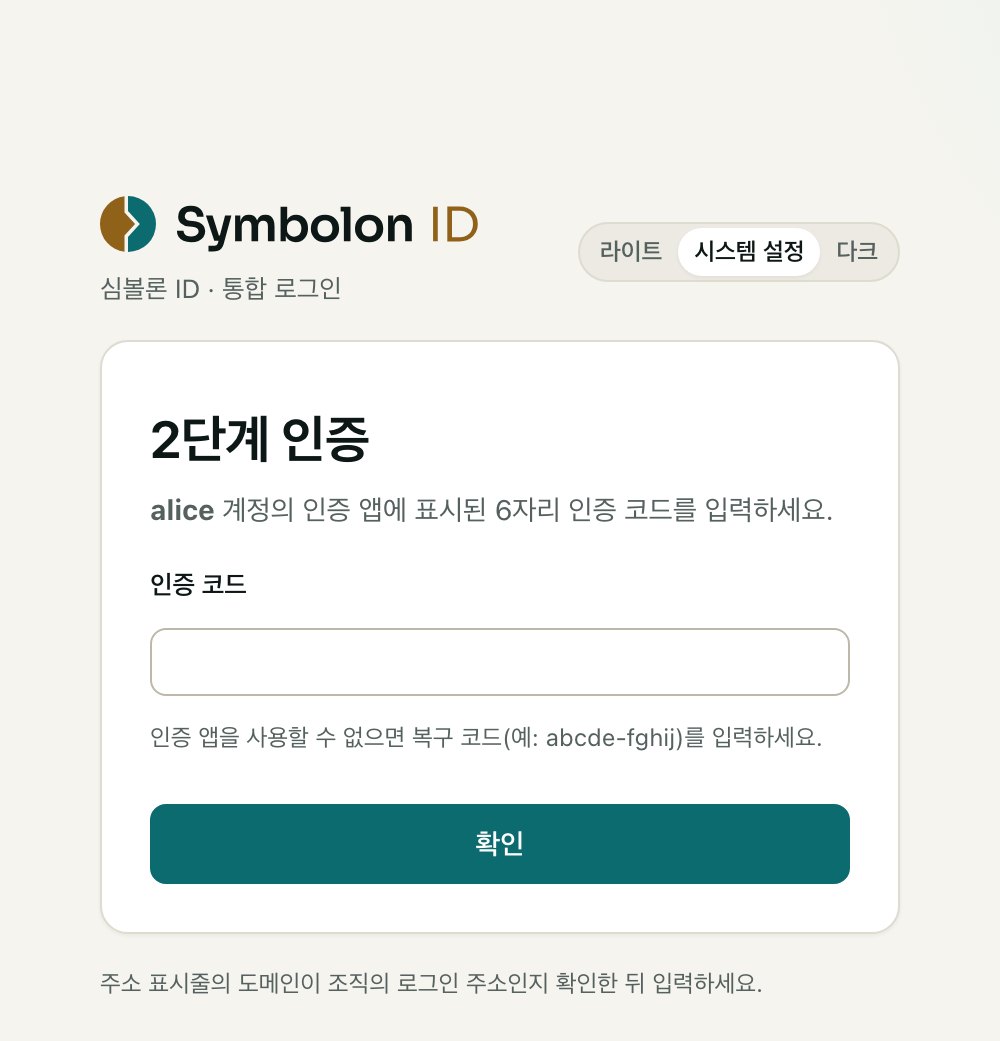 Symbolon ID
심볼론 ID · 통합 로그인
라이트 시스템 설정 다크
2단계 인증
alice 계정의 인증 앱에 표시된 6자리 인증 코드를 입력하세요.
인증 코드
인증 앱을 사용할 수 없으면 복구 코드(예: abcde-fghij)를 입력하세요.
확인
주소 표시줄의 도메인이 조직의 로그인 주소인지 확인한 뒤 입력하세요.